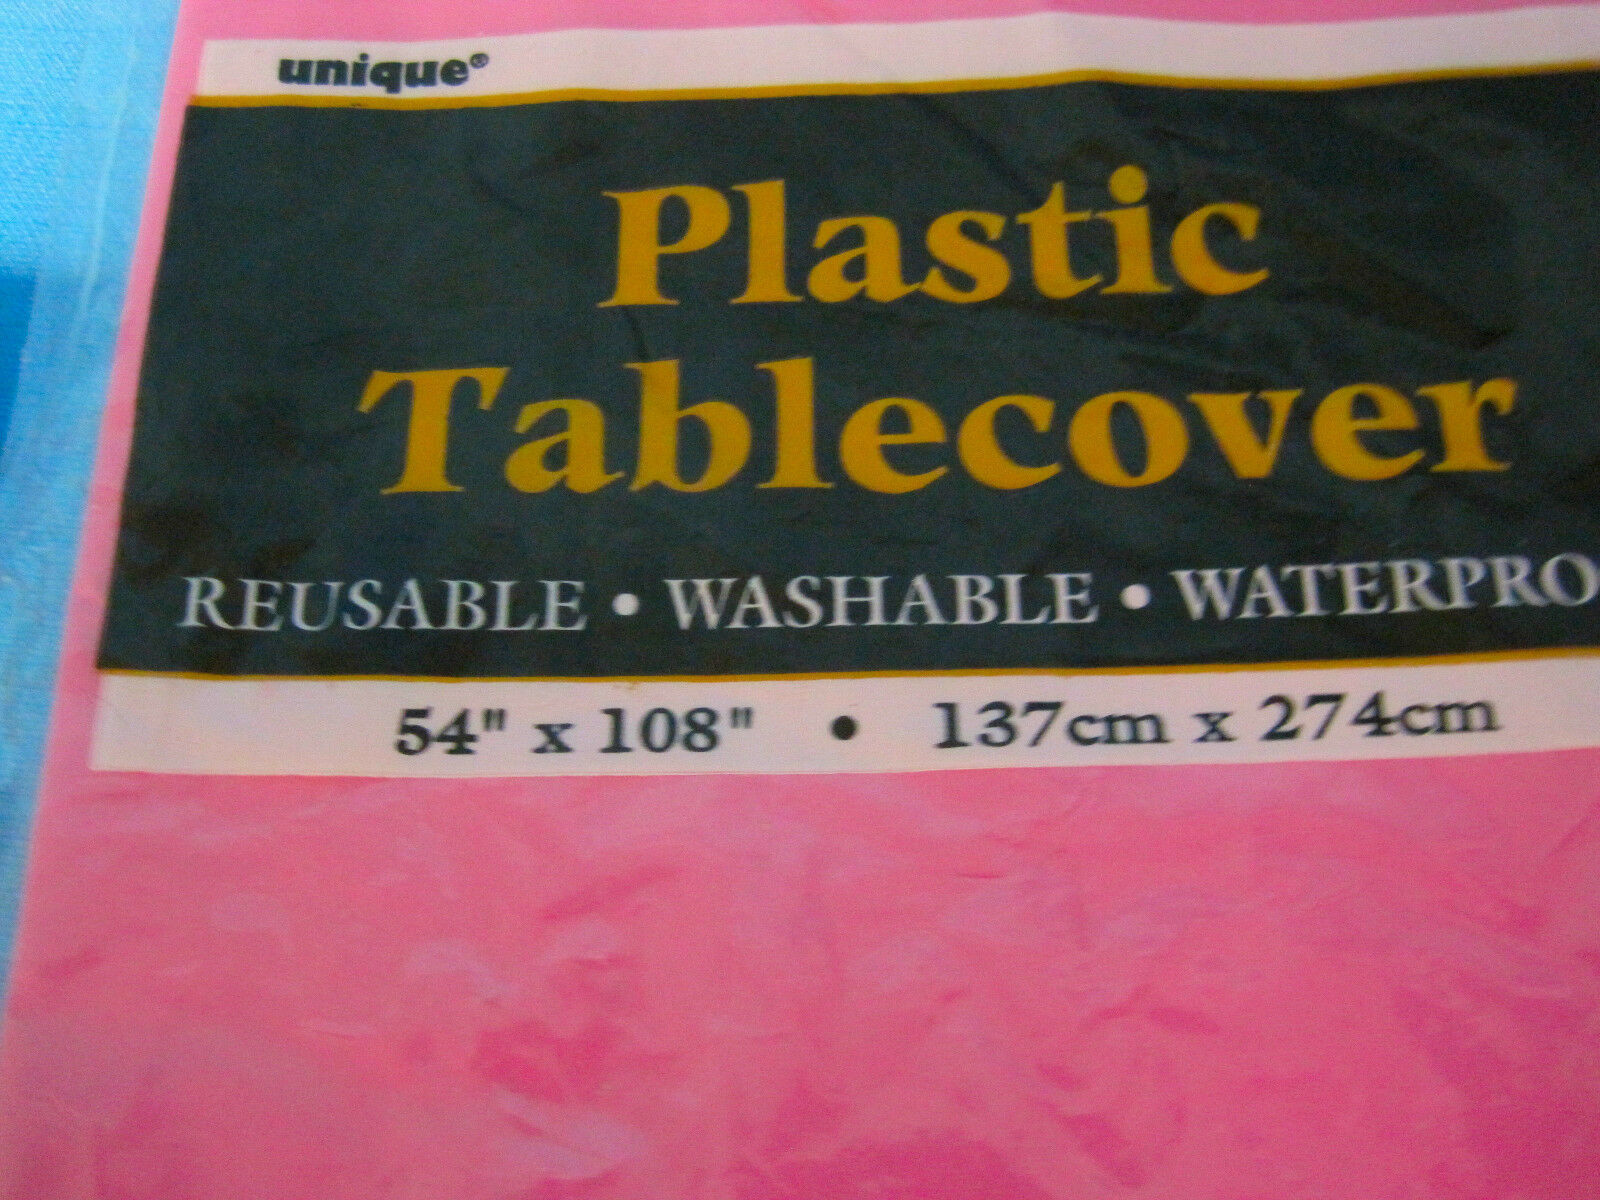 unique®
Plastic
Tablecover
REUSABLE • WASHABLE • WATERPRO
54" x 108" • 137cm x 274cm